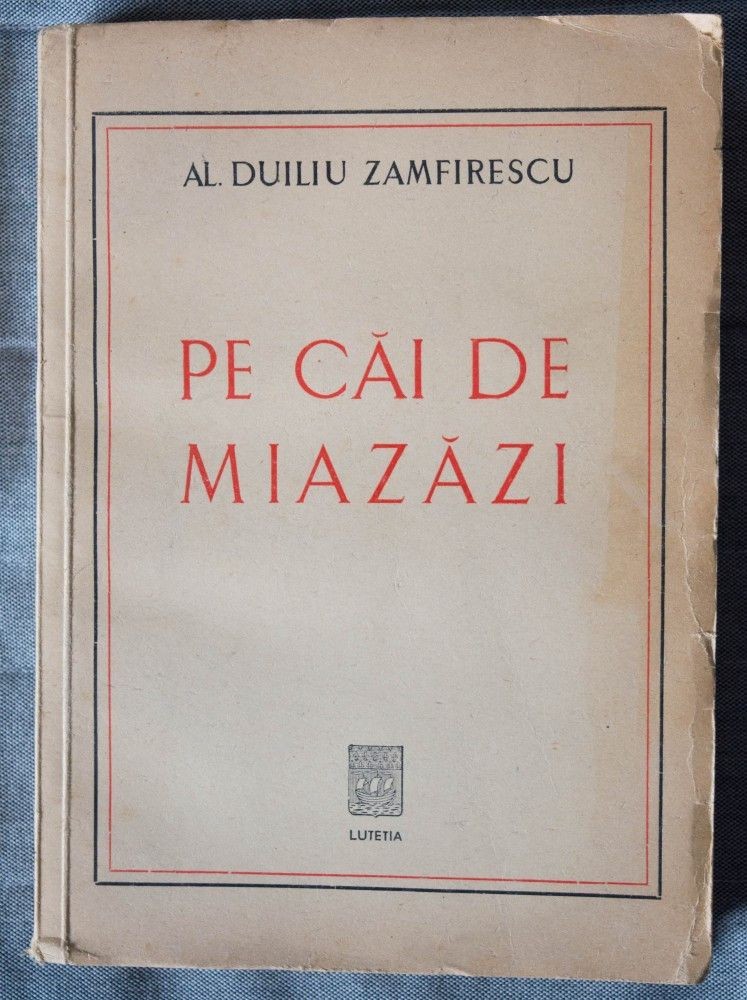 AL. DUILIU ZAMFIRESCU
PE CĂI DE
MIAZĂZI
LUTETIA